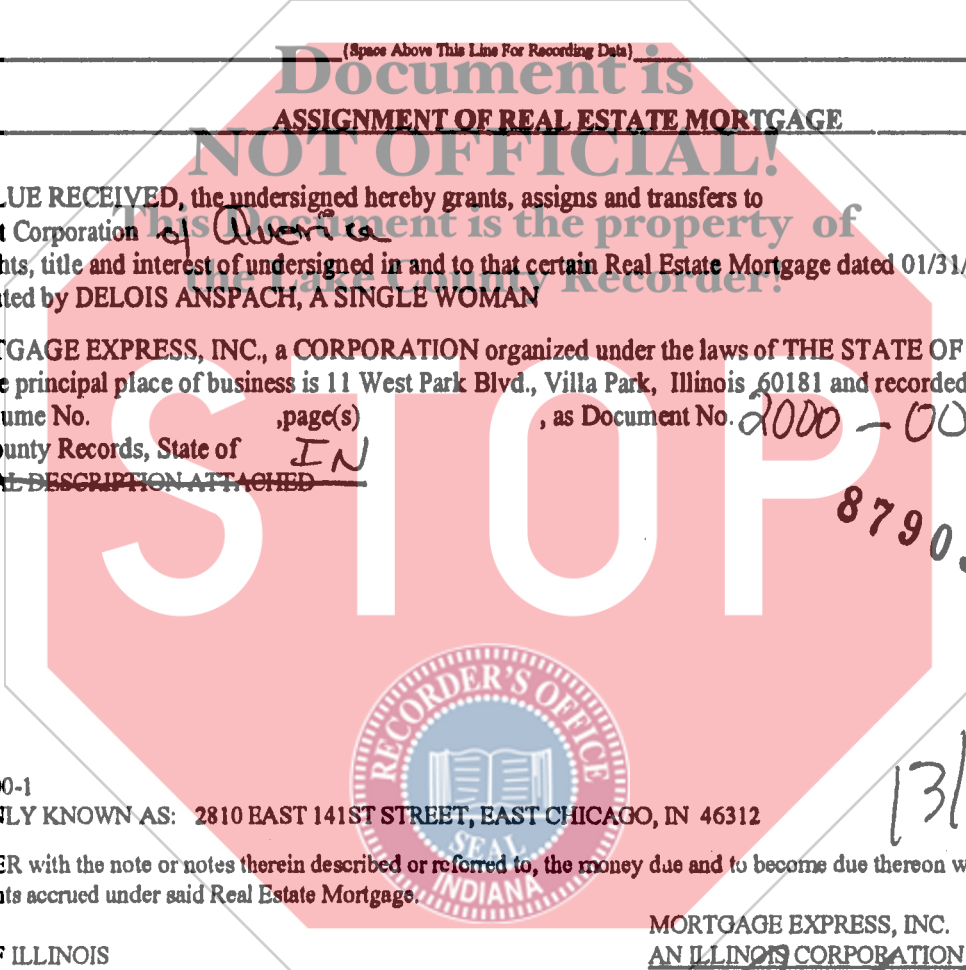 (Space Above This Line For Recording Data)
Document is
ASSIGNMENT OF REAL ESTATE MORTGAGE
NOT OFFICIAL!
LUE RECEIVED, the undersigned hereby grants, assigns and transfers to
t Corporation of America
This Document is the property of
hts, title and interest of undersigned in and to that certain Real Estate Mortgage dated 01/31/
the Lake County Recorder!
ted by DELOIS ANSPACH, A SINGLE WOMAN
TGAGE EXPRESS, INC., a CORPORATION organized under the laws of THE STATE OF
e principal place of business is 11 West Park Blvd., Villa Park, Illinois 60181 and recorded
ume No. ,page(s) , as Document No. 2000 - 00
unty Records, State of IN
AL DESCRIPTION ATTACHED
8790
STOP
RECORDER'S OFFICE
SEAL
INDIANA
0-1
13/
LY KNOWN AS: 2810 EAST 141ST STREET, EAST CHICAGO, IN 46312
ER with the note or notes therein described or referred to, the money due and to become due thereon w
ts accrued under said Real Estate Mortgage.
MORTGAGE EXPRESS, INC.
F ILLINOIS AN ILLINOIS CORPORATION